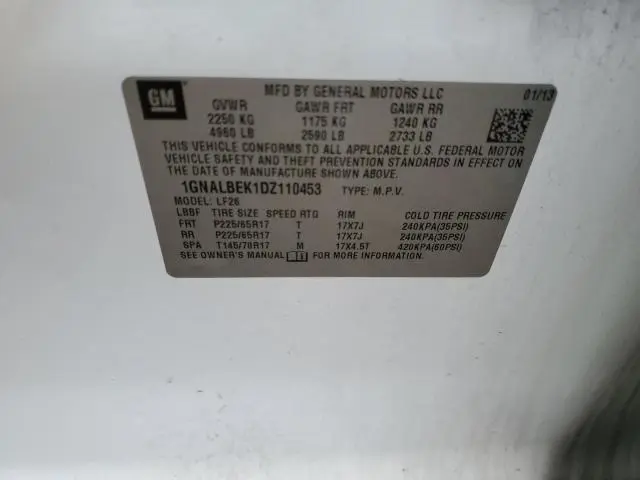 GM
MFD BY GENERAL MOTORS LLC 01/13
GVWR GAWR FRT GAWR RR
2250 KG 1175 KG 1240 KG
4960 LB 2590 LB 2733 LB
THIS VEHICLE CONFORMS TO ALL APPLICABLE U.S. FEDERAL MOTOR
VEHICLE SAFETY AND THEFT PREVENTION STANDARDS IN EFFECT ON
THE DATE OF MANUFACTURE SHOWN ABOVE.
1GNALBEK1DZ110453 TYPE: M.P.V.
MODEL: LF26
LBBF TIRE SIZE SPEED RTG RIM COLD TIRE PRESSURE
FRT P225/65R17 T 17X7J 240KPA(35PSI)
RR P225/65R17 T 17X7J 240KPA(35PSI)
SPA T145/70R17 M 17X4.5T 420KPA(60PSI)
SEE OWNER'S MANUAL FOR MORE INFORMATION.